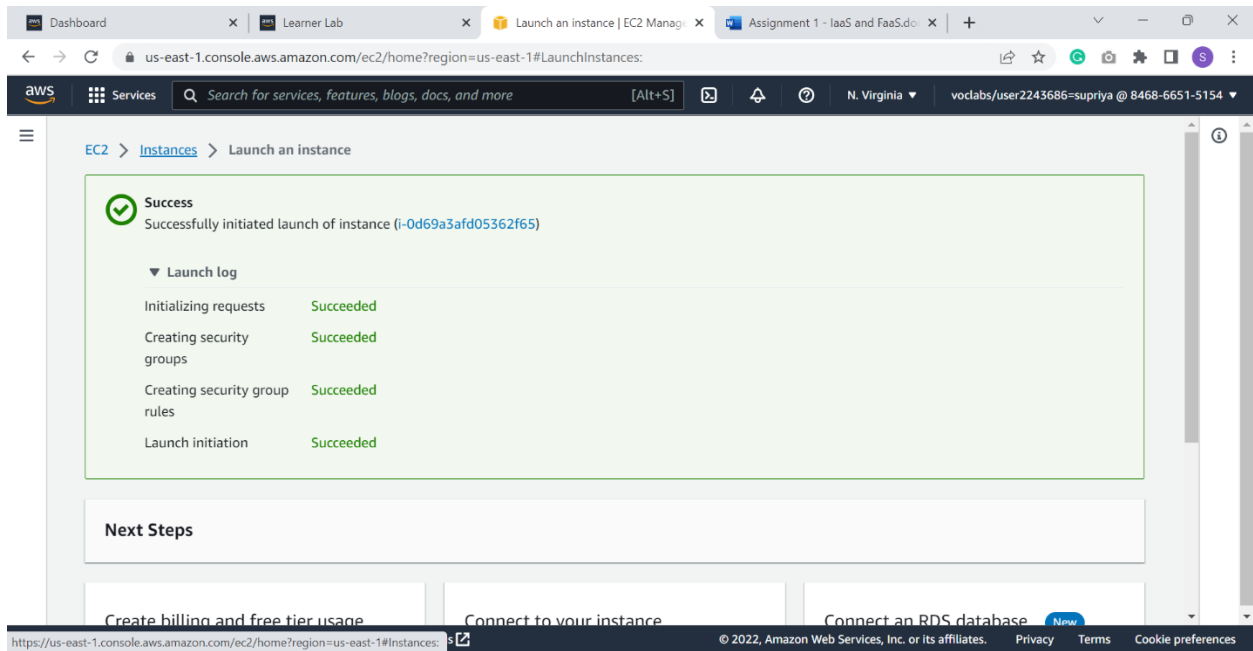 Dashboard
Learner Lab
Launch an instance | EC2 Manage
Assignment 1 - IaaS and FaaS.do
us-east-1.console.aws.amazon.com/ec2/home?region=us-east-1#LaunchInstances:
S
aws
Services
Search for services, features, blogs, docs, and more
[Alt+S]
N. Virginia
voclabs/user2243686=supriya @ 8468-6651-5154
EC2 > Instances > Launch an instance
Success
Successfully initiated launch of instance (i-0d69a3afd05362f65)
Launch log
Initializing requests Succeeded
Creating security Succeeded
groups
Creating security group Succeeded
rules
Launch initiation Succeeded
Next Steps
Create billing and free tier usage
Connect to your instance
Connect an RDS database New
https://us-east-1.console.aws.amazon.com/ec2/home?region=us-east-1#Instances:
© 2022, Amazon Web Services, Inc. or its affiliates. Privacy Terms Cookie preferences